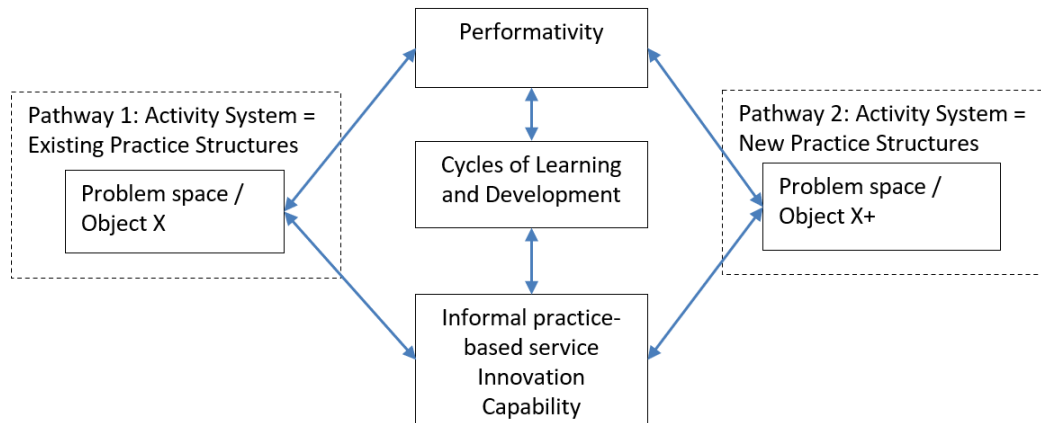 Performativity
Pathway 1: Activity System =
Existing Practice Structures
Problem space /
Object X
Cycles of Learning
and Development
Pathway 2: Activity System =
New Practice Structures
Problem space /
Object X+
Informal practice-
based service
Innovation
Capability